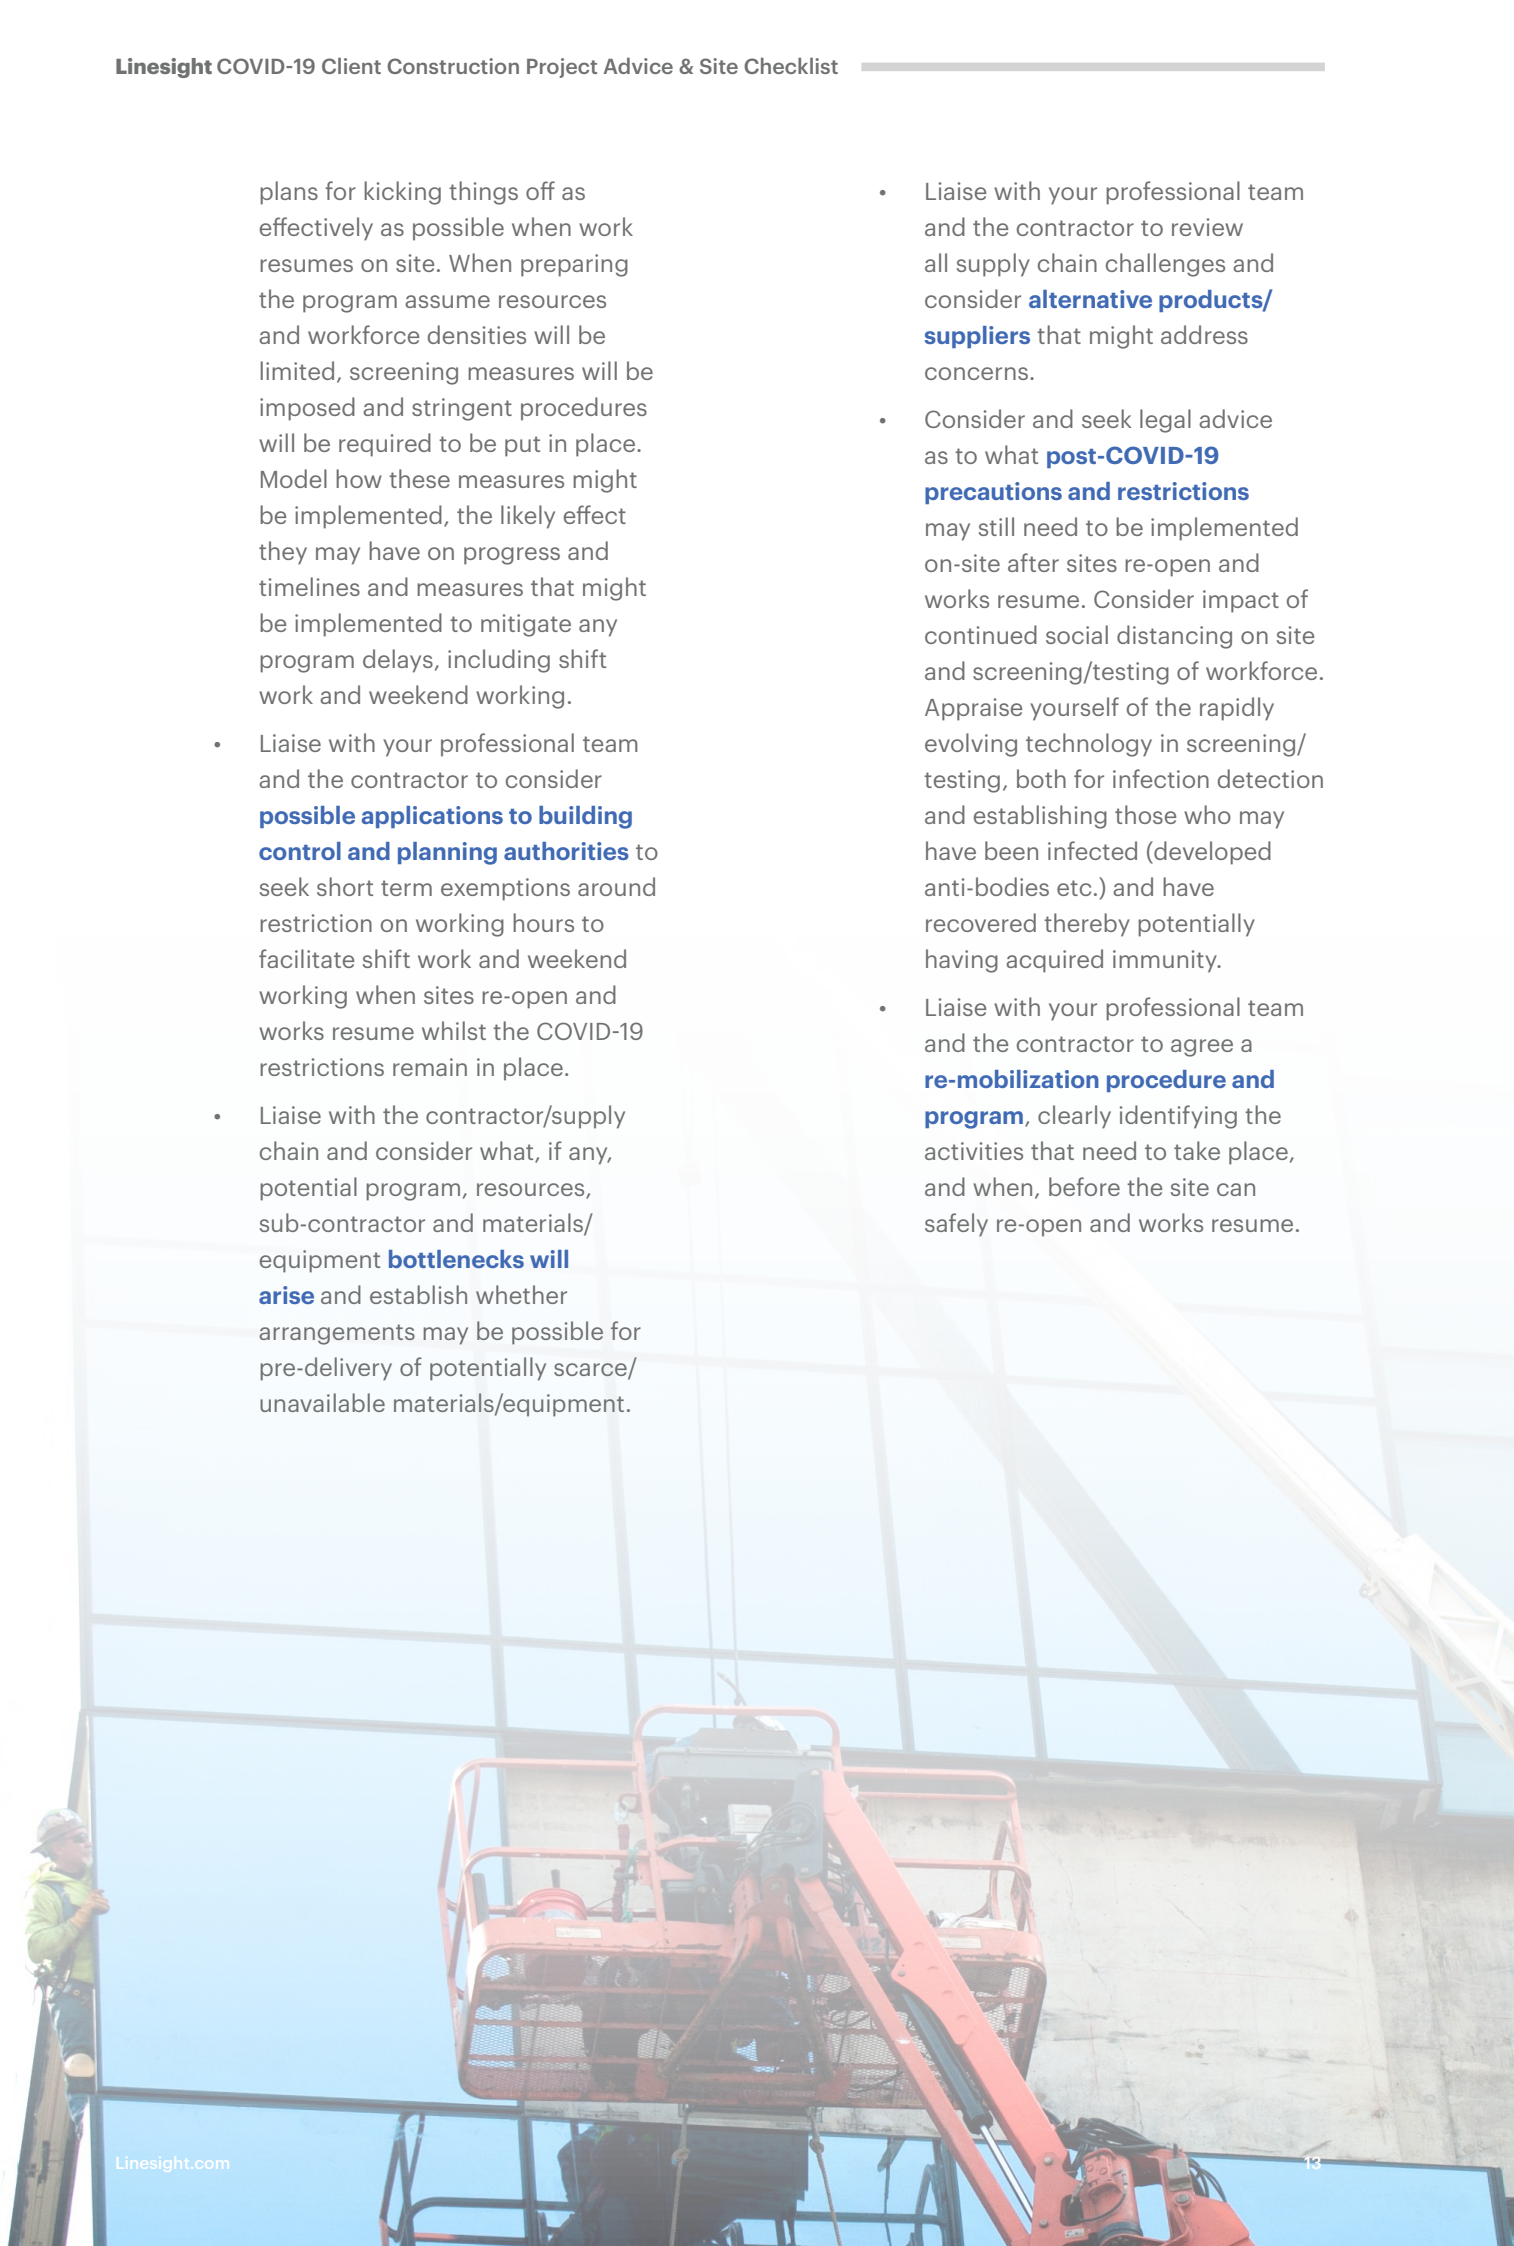 Linesight COVID-19 Client Construction Project Advice & Site Checklist
plans for kicking things off as
effectively as possible when work
resumes on site. When preparing
the program assume resources
and workforce densities will be
limited, screening measures will be
imposed and stringent procedures
will be required to be put in place.
Model how these measures might
be implemented, the likely effect
they may have on progress and
timelines and measures that might
be implemented to mitigate any
program delays, including shift
work and weekend working.
• Liaise with your professional team
and the contractor to consider
possible applications to building
control and planning authorities to
seek short term exemptions around
restriction on working hours to
facilitate shift work and weekend
working when sites re-open and
works resume whilst the COVID-19
restrictions remain in place.
• Liaise with the contractor/supply
chain and consider what, if any,
potential program, resources,
sub-contractor and materials/
equipment bottlenecks will
arise and establish whether
arrangements may be possible for
pre-delivery of potentially scarce/
unavailable materials/equipment.
• Liaise with your professional team
and the contractor to review
all supply chain challenges and
consider alternative products/
suppliers that might address
concerns.
• Consider and seek legal advice
as to what post-COVID-19
precautions and restrictions
may still need to be implemented
on-site after sites re-open and
works resume. Consider impact of
continued social distancing on site
and screening/testing of workforce.
Appraise yourself of the rapidly
evolving technology in screening/
testing, both for infection detection
and establishing those who may
have been infected (developed
anti-bodies etc.) and have
recovered thereby potentially
having acquired immunity.
• Liaise with your professional team
and the contractor to agree a
re-mobilization procedure and
program, clearly identifying the
activities that need to take place,
and when, before the site can
safely re-open and works resume.
Linesight.com
13